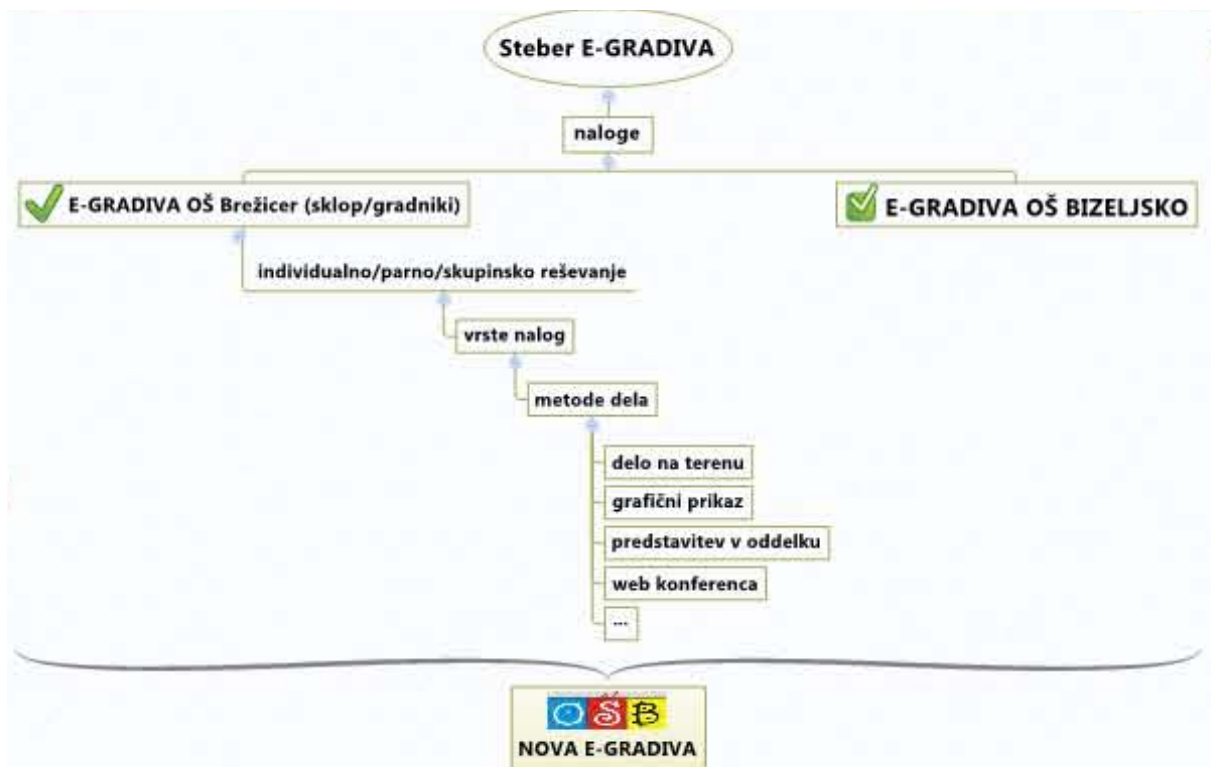 Steber E-GRADIVA
naloge
E-GRADIVA OŠ Brežicer (sklop/gradniki)
E-GRADIVA OŠ BIZELJSKO
individualno/parno/skupinsko reševanje
vrste nalog
metode dela
delo na terenu
grafični prikaz
predstavitev v oddelku
web konferenca
...
OŠB
NOVA E-GRADIVA